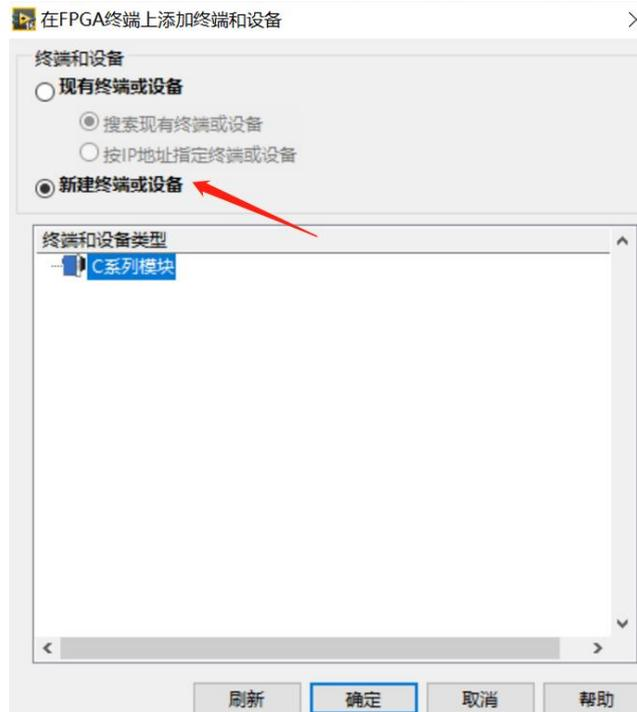 在FPGA终端上添加终端和设备
终端和设备
现有终端或设备
搜索现有终端或设备
按IP地址指定终端或设备
新建终端或设备
终端和设备类型
C系列模块
刷新 确定 取消 帮助